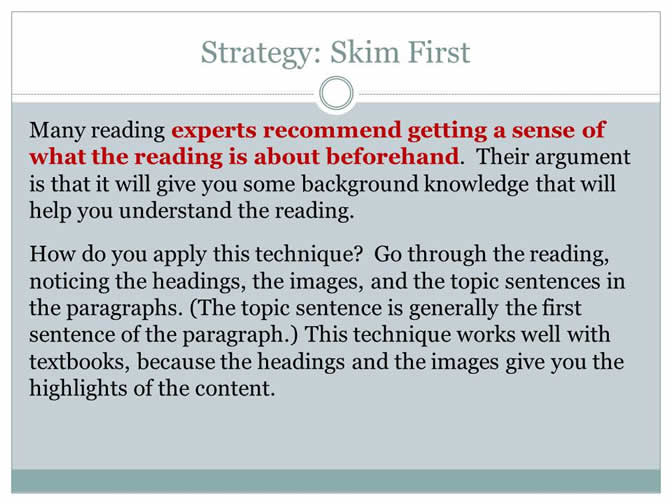 Strategy: Skim First
Many reading experts recommend getting a sense of
what the reading is about beforehand.  Their argument
is that it will give you some background knowledge that will
help you understand the reading.
How do you apply this technique?  Go through the reading,
noticing the headings, the images, and the topic sentences in
the paragraphs. (The topic sentence is generally the first
sentence of the paragraph.) This technique works well with
textbooks, because the headings and the images give you the
highlights of the content.